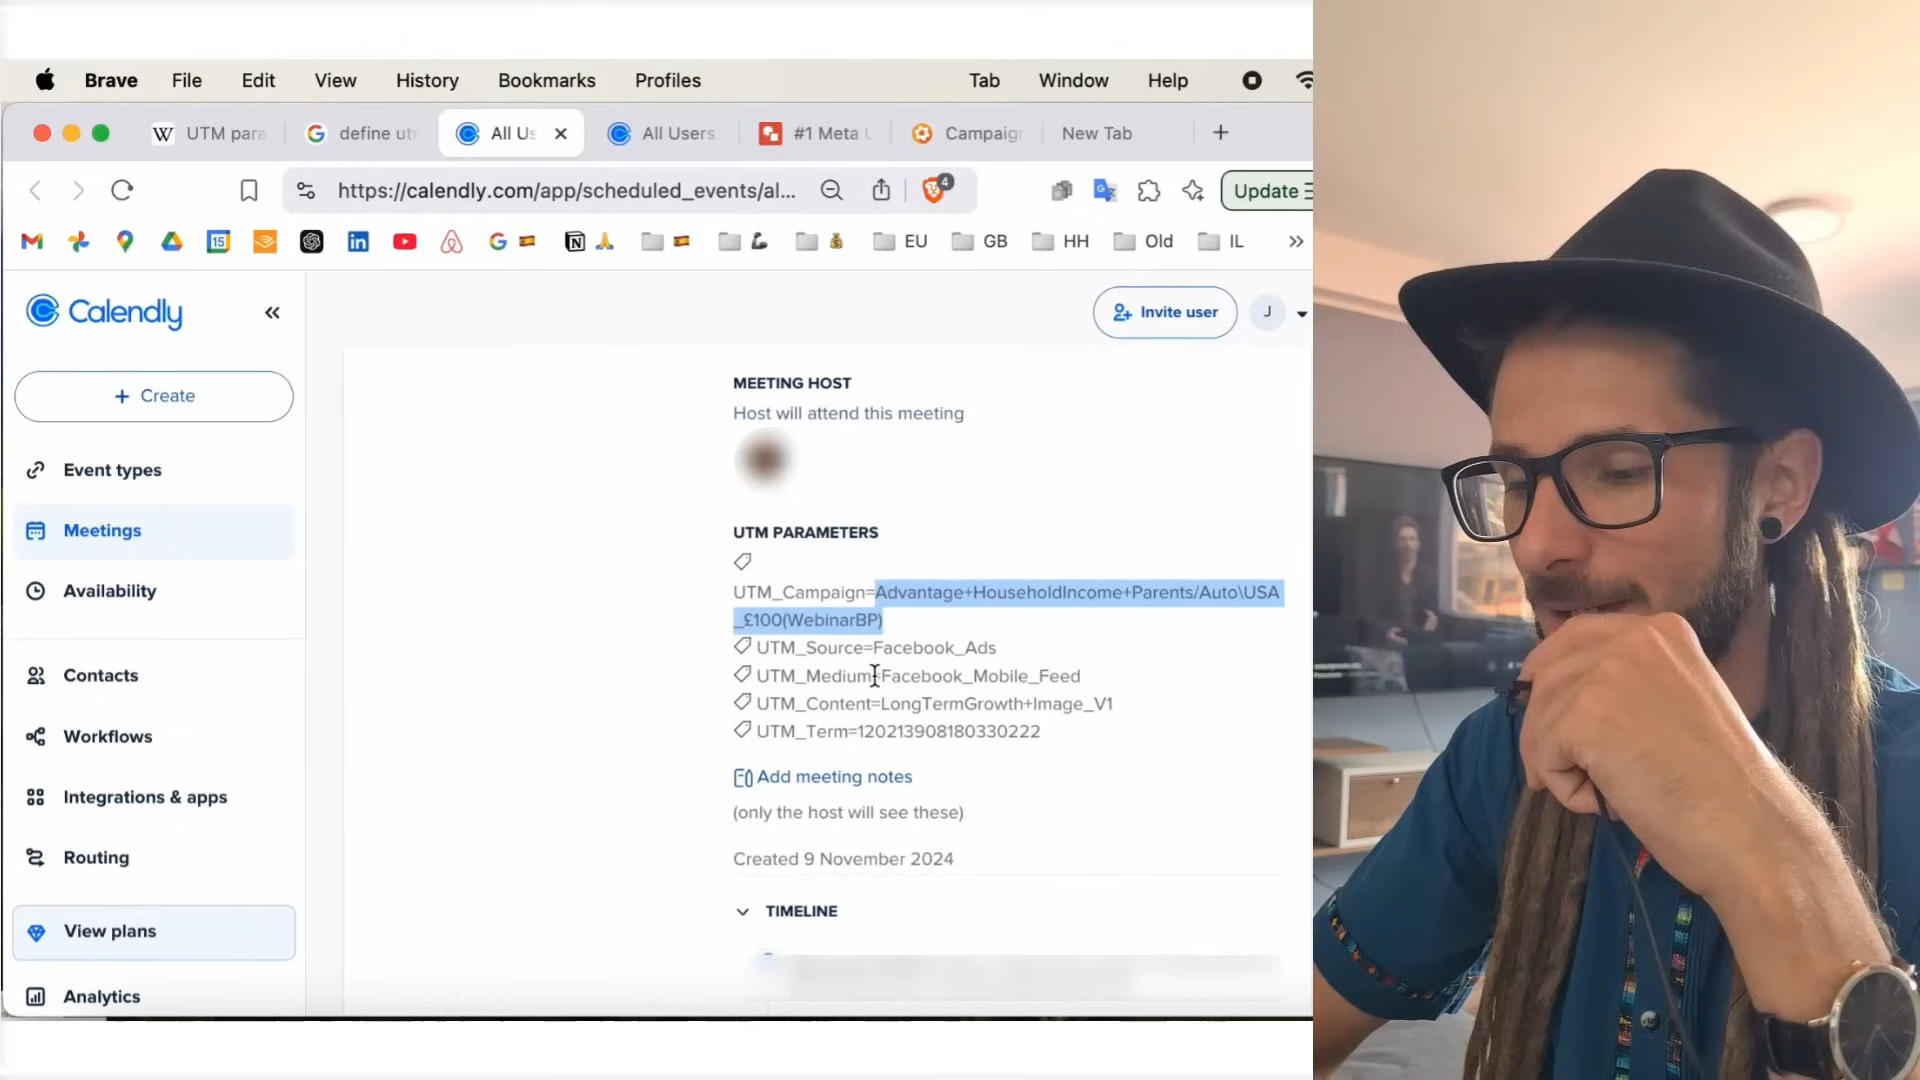 Brave File Edit View History Bookmarks Profiles Tab Window Help
UTM para
define ut
All Us
All Users
#1 Meta U
Campaign
New Tab
https://calendly.com/app/scheduled_events/al...
4
Update
15
EU
GB
HH
Old
IL
Calendly
Invite user
J
+ Create
Event types
Meetings
Availability
Contacts
Workflows
Integrations & apps
Routing
View plans
Analytics
MEETING HOST
Host will attend this meeting
UTM PARAMETERS
UTM_Campaign=Advantage+HouseholdIncome+Parents/Auto\USA
_£100(WebinarBP)
UTM_Source=Facebook_Ads
UTM_Medium=Facebook_Mobile_Feed
UTM_Content=LongTermGrowth+Image_V1
UTM_Term=120213908180330222
Add meeting notes
(only the host will see these)
Created 9 November 2024
TIMELINE